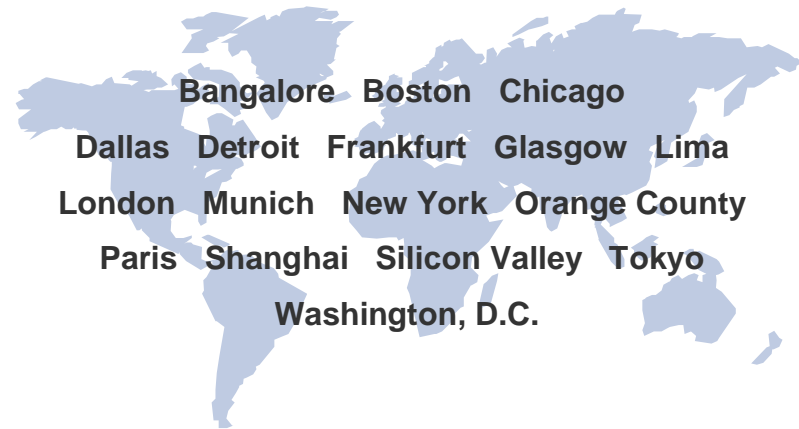 Bangalore Boston Chicago
Dallas Detroit Frankfurt Glasgow Lima
London Munich New York Orange County
Paris Shanghai Silicon Valley Tokyo
Washington, D.C.